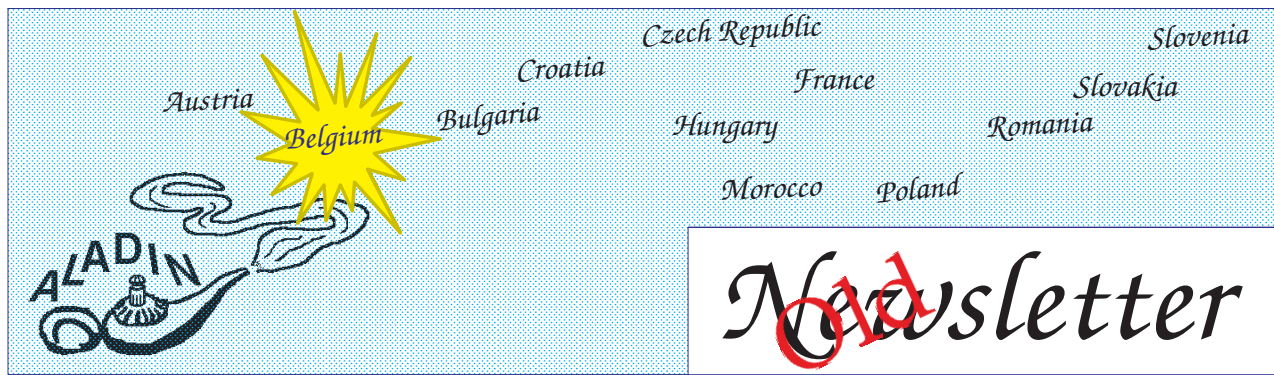 Czech Republic
Slovenia
Croatia
France
Slovakia
Austria
Belgium
Bulgaria
Hungary
Romania
Morocco
Poland
ALADIN
Newsletter
Old